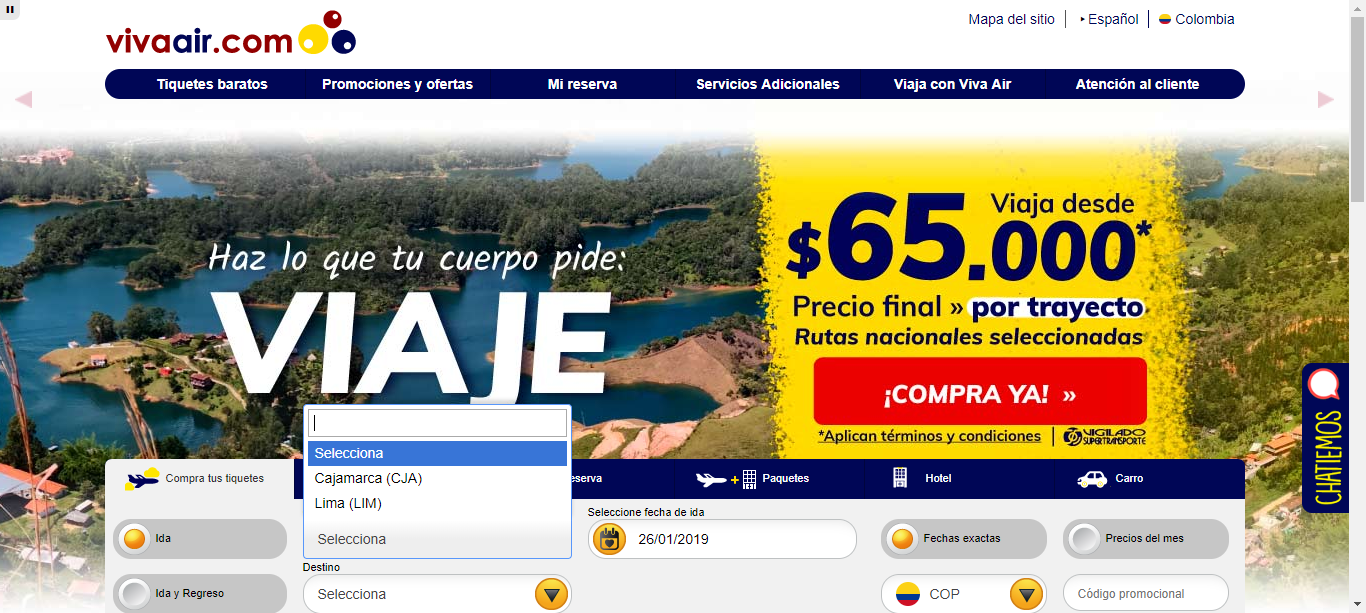 vivaair.com
Mapa del sitio
Español
Colombia
Tiquetes baratos
Promociones y ofertas
Mi reserva
Servicios Adicionales
Viaja con Viva Air
Atención al cliente
Haz lo que tu cuerpo pide:
VIAJE
Viaja desde
$65.000*
Precio final » por trayecto
Rutas nacionales seleccionadas
¡COMPRA YA! »
*Aplican términos y condiciones
VIGILADO
SUPERTRANSPORTE
CHATIEMOS
Selecciona
Cajamarca (CJA)
Lima (LIM)
Selecciona
Compra tus tiquetes
eserva
Paquetes
Hotel
Carro
Seleccione fecha de ida
Ida
26/01/2019
Fechas exactas
Precios del mes
Destino
Ida y Regreso
Selecciona
COP
Código promocional